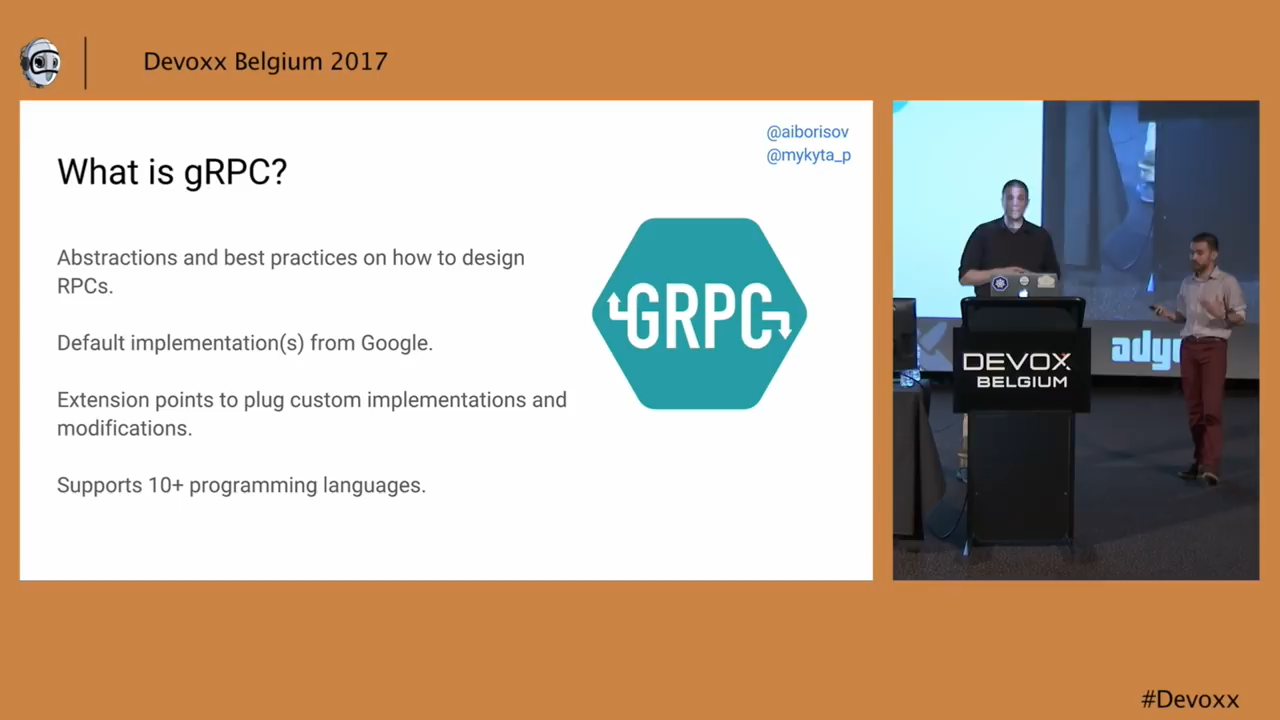 Devoxx Belgium 2017
@aiborisov
@mykyta_p
What is gRPC?
Abstractions and best practices on how to design
RPCs.
Default implementation(s) from Google.
Extension points to plug custom implementations and
modifications.
Supports 10+ programming languages.
GRPC
DEVOX
BELGIUM
#Devoxx